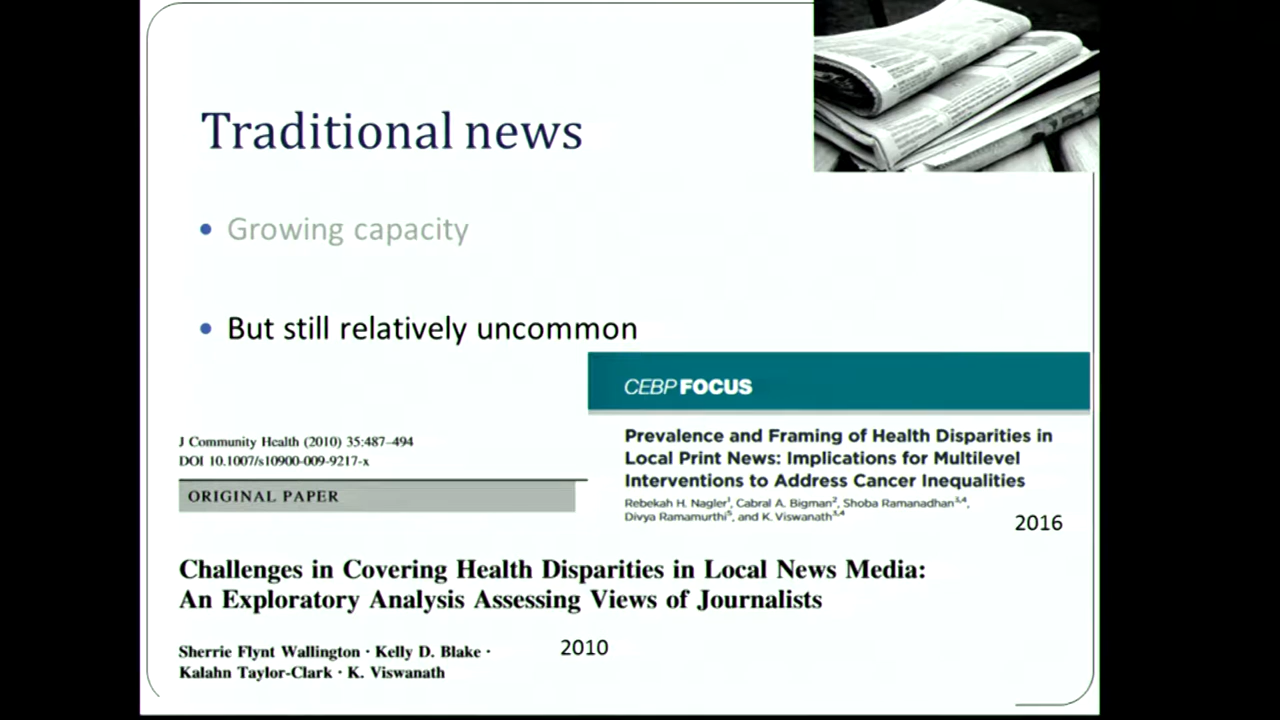 Traditional news
• Growing capacity
• But still relatively uncommon
CEBP FOCUS
Prevalence and Framing of Health Disparities in
Local Print News: Implications for Multilevel
Interventions to Address Cancer Inequalities
Rebekah H. Nagler1, Cabral A. Bigman2, Shoba Ramanadhan3,4,
Divya Ramamurthi5, and K. Viswanath3,4
2016
J Community Health (2010) 35:487–494
DOI 10.1007/s10900-009-9217-x
ORIGINAL PAPER
Challenges in Covering Health Disparities in Local News Media:
An Exploratory Analysis Assessing Views of Journalists
Sherrie Flynt Wallington · Kelly D. Blake ·
Kalahn Taylor-Clark · K. Viswanath
2010